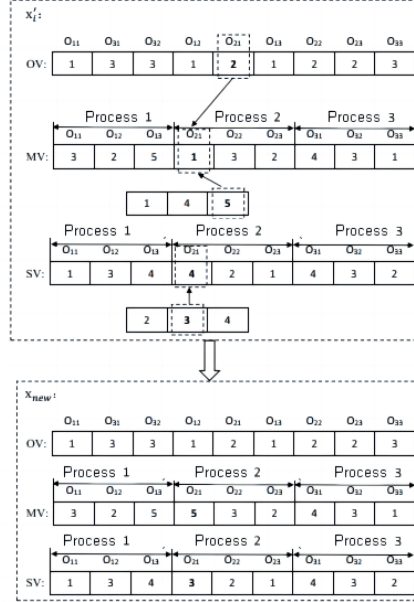 x′ᵢ:
O₁₁ O₃₁ O₃₂ O₁₂ O₂₁ O₁₃ O₂₂ O₂₃ O₃₃
OV: 1 3 3 1 2 1 2 2 3
Process 1 Process 2 Process 3
O₁₁ O₁₂ O₁₃ O₂₁ O₂₂ O₂₃ O₃₁ O₃₂ O₃₃
MV: 3 2 5 1 3 2 4 3 1
1 4 5
Process 1 Process 2 Process 3
O₁₁ O₁₂ O₁₃ O₂₁ O₂₂ O₂₃ O₃₁ O₃₂ O₃₃
SV: 1 3 4 4 2 1 4 3 2
2 3 4
xₙₑw:
O₁₁ O₃₁ O₃₂ O₁₂ O₂₁ O₁₃ O₂₂ O₂₃ O₃₃
OV: 1 3 3 1 2 1 2 2 3
Process 1 Process 2 Process 3
O₁₁ O₁₂ O₁₃ O₂₁ O₂₂ O₂₃ O₃₁ O₃₂ O₃₃
MV: 3 2 5 5 3 2 4 3 1
Process 1 Process 2 Process 3
O₁₁ O₁₂ O₁₃ O₂₁ O₂₂ O₂₃ O₃₁ O₃₂ O₃₃
SV: 1 3 4 3 2 1 4 3 2